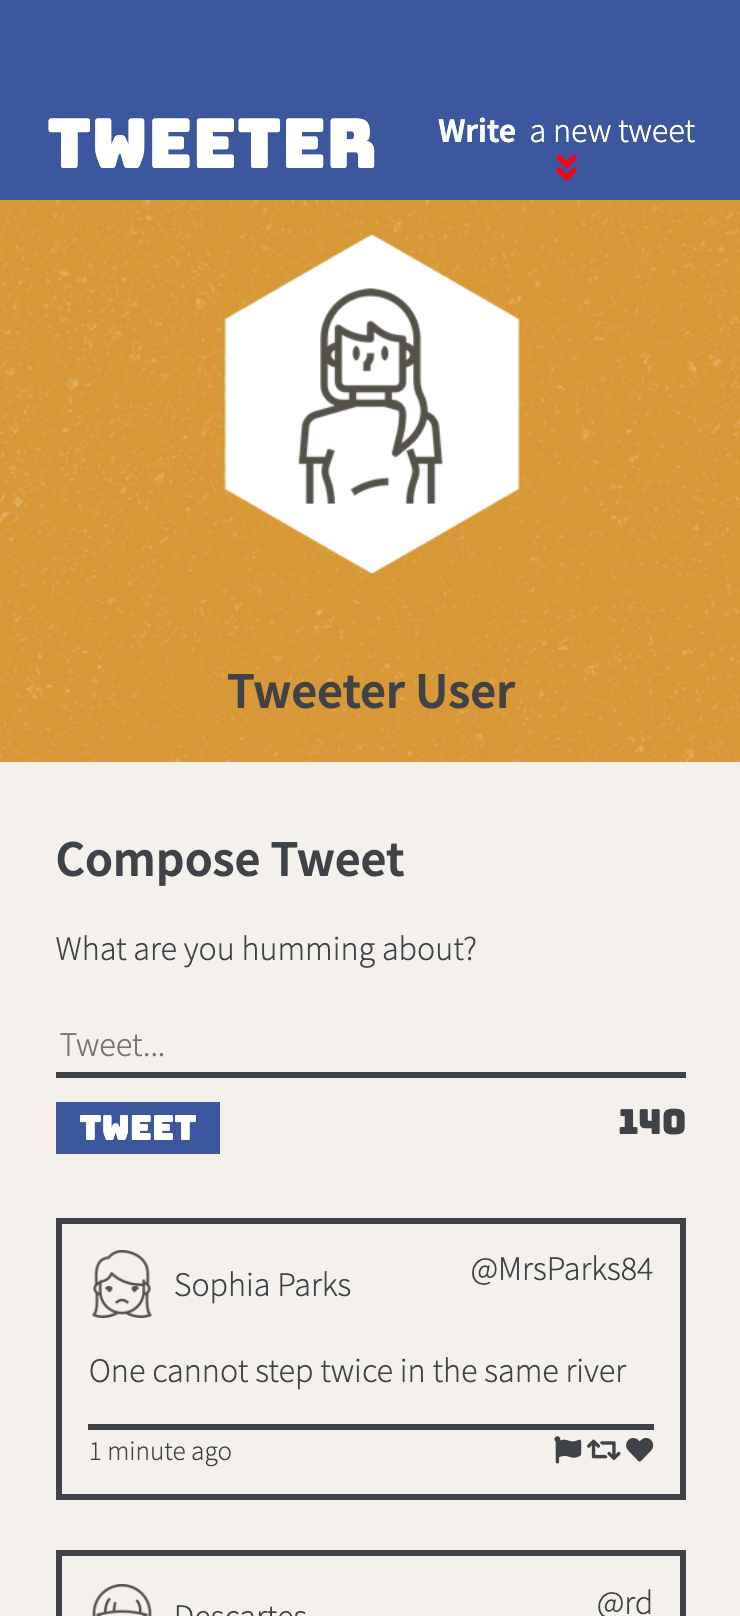 TWEETER
Write a new tweet
Tweeter User
Compose Tweet
What are you humming about?
Tweet...
TWEET
140
Sophia Parks
@MrsParks84
One cannot step twice in the same river
1 minute ago
Descartes
@rd